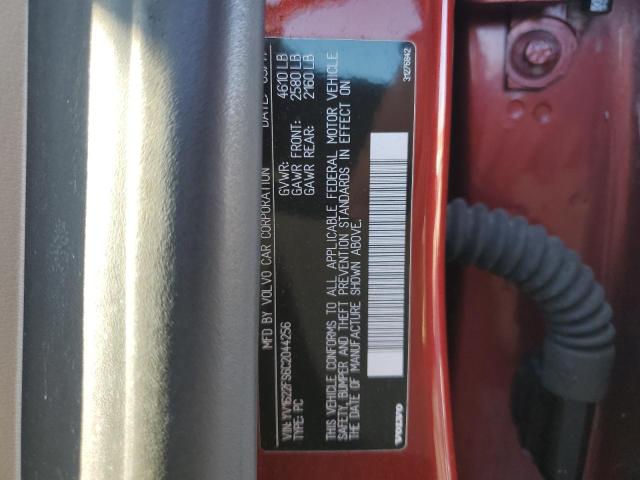 MFD BY VOLVO CAR CORPORATION DATE:
GVWR: 4610 LB
GAWR FRONT: 2580 LB
GAWR REAR: 2160 LB
VIN: YV1622FS6C2044256
TYPE: PC
THIS VEHICLE CONFORMS TO ALL APPLICABLE FEDERAL MOTOR VEHICLE
SAFETY, BUMPER AND THEFT PREVENTION STANDARDS IN EFFECT ON
THE DATE OF MANUFACTURE SHOWN ABOVE.
VOLVO
31276842